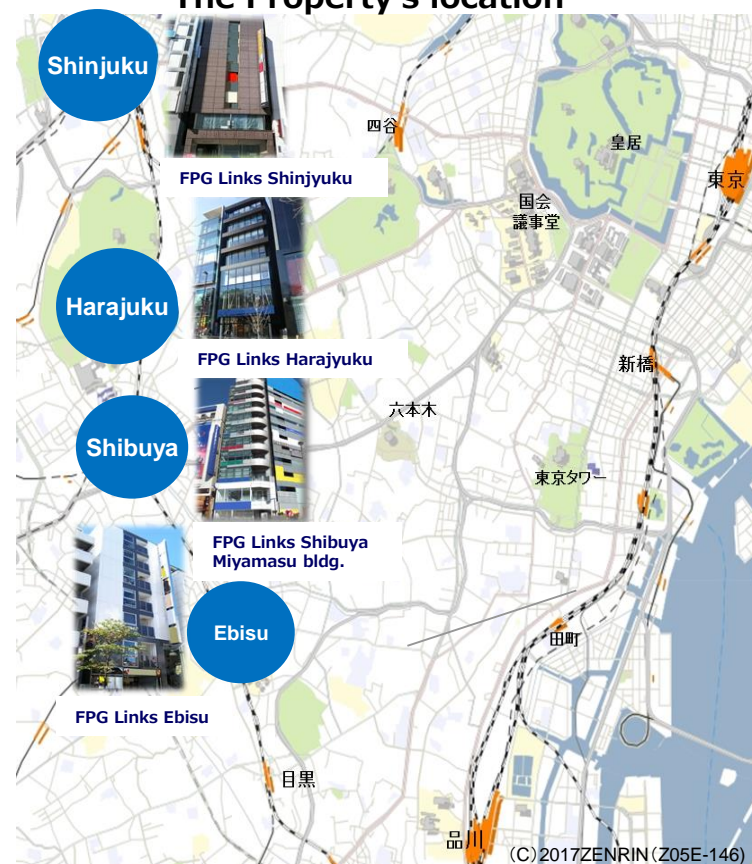 The Property's location
Shinjuku
四谷
皇居
東京
FPG Links Shinjyuku
国会
議事堂
Harajuku
FPG Links Harajyuku
新橋
六本木
Shibuya
東京タワー
FPG Links Shibuya
Miyamasu bldg.
Ebisu
田町
FPG Links Ebisu
目黒
品川
(C)2017ZENRIN(Z05E-146)